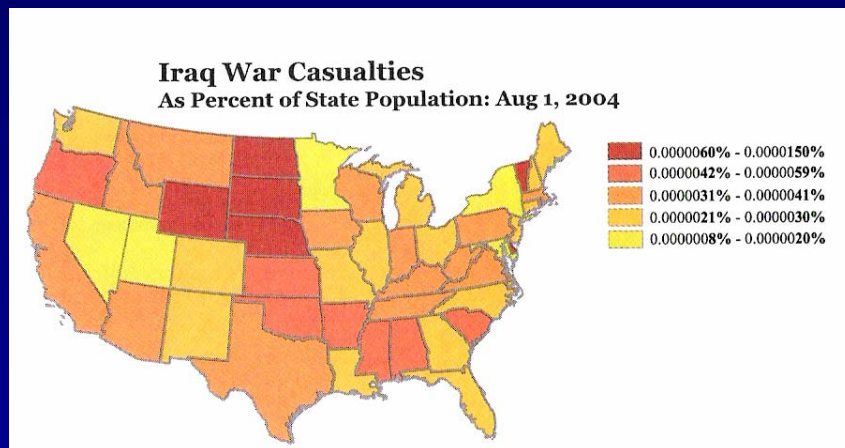 Iraq War Casualties
As Percent of State Population: Aug 1, 2004
0.0000060% - 0.0000150%
0.0000042% - 0.0000059%
0.0000031% - 0.0000041%
0.0000021% - 0.0000030%
0.0000008% - 0.0000020%